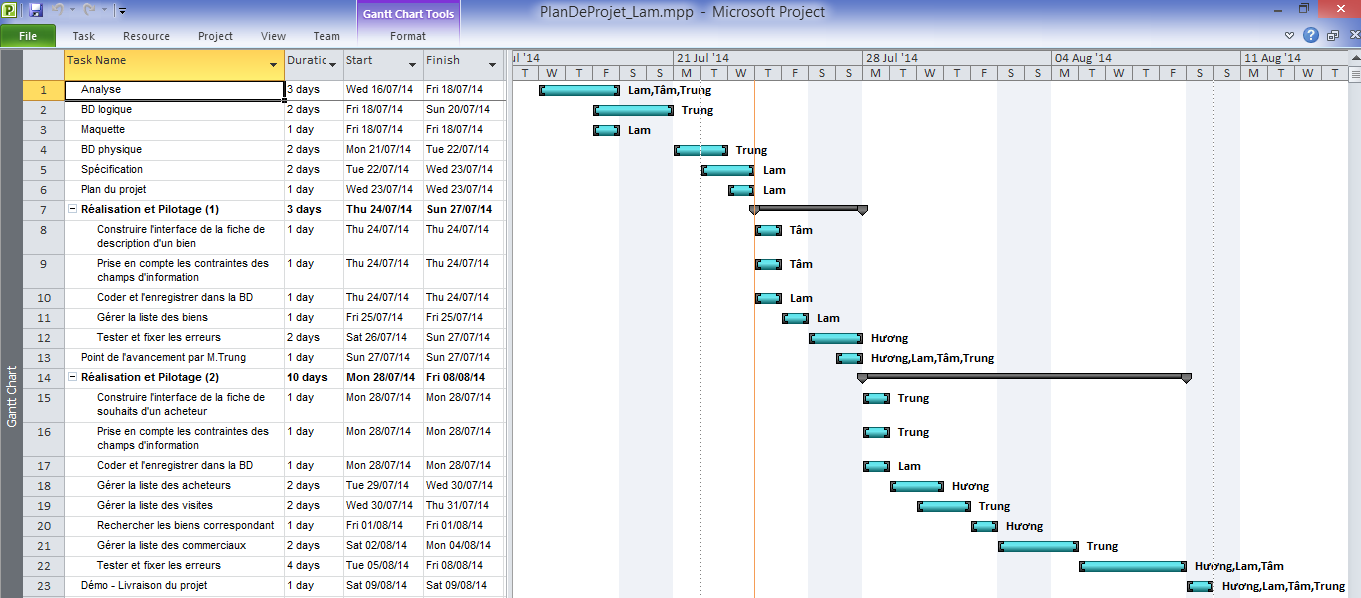 Gantt Chart Tools
PlanDeProjet_Lam.mpp - Microsoft Project
File Task Resource Project View Team Format
Task Name Duratic Start Finish
ul '14 21 Jul '14 28 Jul '14 04 Aug '14 11 Aug '14
T W T F S S M T W T F S S M T W T F S S M T W T F S S M T W T
1 Analyse 3 days Wed 16/07/14 Fri 18/07/14 Lam,Tâm,Trung
2 BD logique 2 days Fri 18/07/14 Sun 20/07/14 Trung
3 Maquette 1 day Fri 18/07/14 Fri 18/07/14 Lam
4 BD physique 2 days Mon 21/07/14 Tue 22/07/14 Trung
5 Spécification 2 days Tue 22/07/14 Wed 23/07/14 Lam
6 Plan du projet 1 day Wed 23/07/14 Wed 23/07/14 Lam
7 Réalisation et Pilotage (1) 3 days Thu 24/07/14 Sun 27/07/14
8 Construire l'interface de la fiche de 1 day Thu 24/07/14 Thu 24/07/14 Tâm
description d'un bien
9 Prise en compte les contraintes des 1 day Thu 24/07/14 Thu 24/07/14 Tâm
champs d'information
10 Coder et l'enregistrer dans la BD 1 day Thu 24/07/14 Thu 24/07/14 Lam
11 Gérer la liste des biens 1 day Fri 25/07/14 Fri 25/07/14 Lam
12 Tester et fixer les erreurs 2 days Sat 26/07/14 Sun 27/07/14 Hương
13 Point de l'avancement par M.Trung 1 day Sun 27/07/14 Sun 27/07/14 Hương,Lam,Tâm,Trung
14 Réalisation et Pilotage (2) 10 days Mon 28/07/14 Fri 08/08/14
15 Construire l'interface de la fiche de 1 day Mon 28/07/14 Mon 28/07/14 Trung
souhaits d'un acheteur
16 Prise en compte les contraintes des 1 day Mon 28/07/14 Mon 28/07/14 Trung
champs d'information
17 Coder et l'enregistrer dans la BD 1 day Mon 28/07/14 Mon 28/07/14 Lam
18 Gérer la liste des acheteurs 2 days Tue 29/07/14 Wed 30/07/14 Hương
19 Gérer la liste des visites 2 days Wed 30/07/14 Thu 31/07/14 Trung
20 Rechercher les biens correspondant 1 day Fri 01/08/14 Fri 01/08/14 Hương
21 Gérer la liste des commerciaux 2 days Sat 02/08/14 Mon 04/08/14 Trung
22 Tester et fixer les erreurs 4 days Tue 05/08/14 Fri 08/08/14 Hương,Lam,Tâm
23 Démo - Livraison du projet 1 day Sat 09/08/14 Sat 09/08/14 Hương,Lam,Tâm,Trung
Gantt Chart